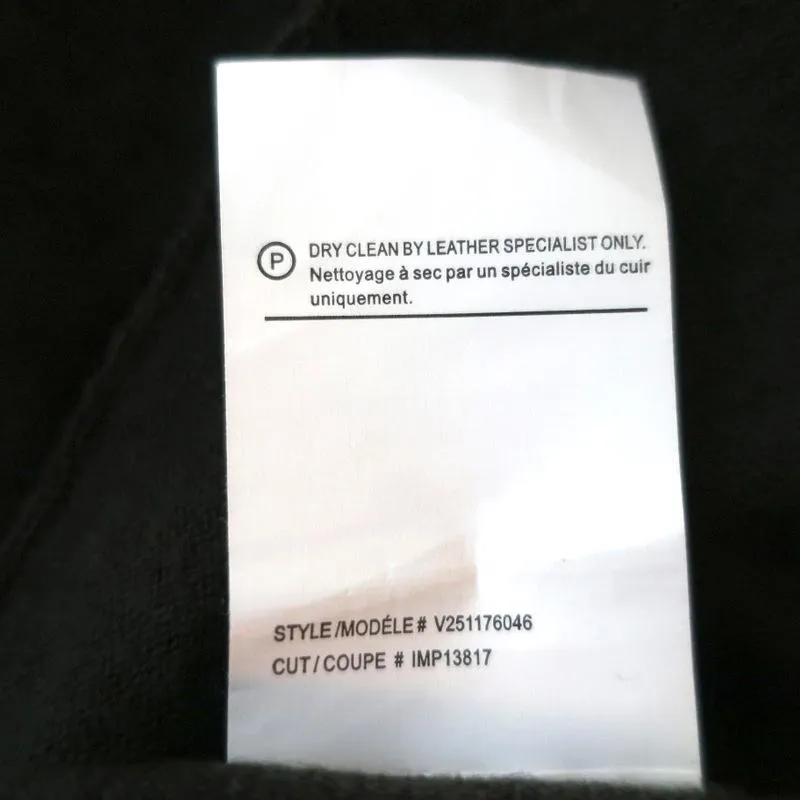 P DRY CLEAN BY LEATHER SPECIALIST ONLY.
Nettoyage à sec par un spécialiste du cuir
uniquement.
STYLE/MODÉLE# V251176046
CUT/COUPE # IMP13817